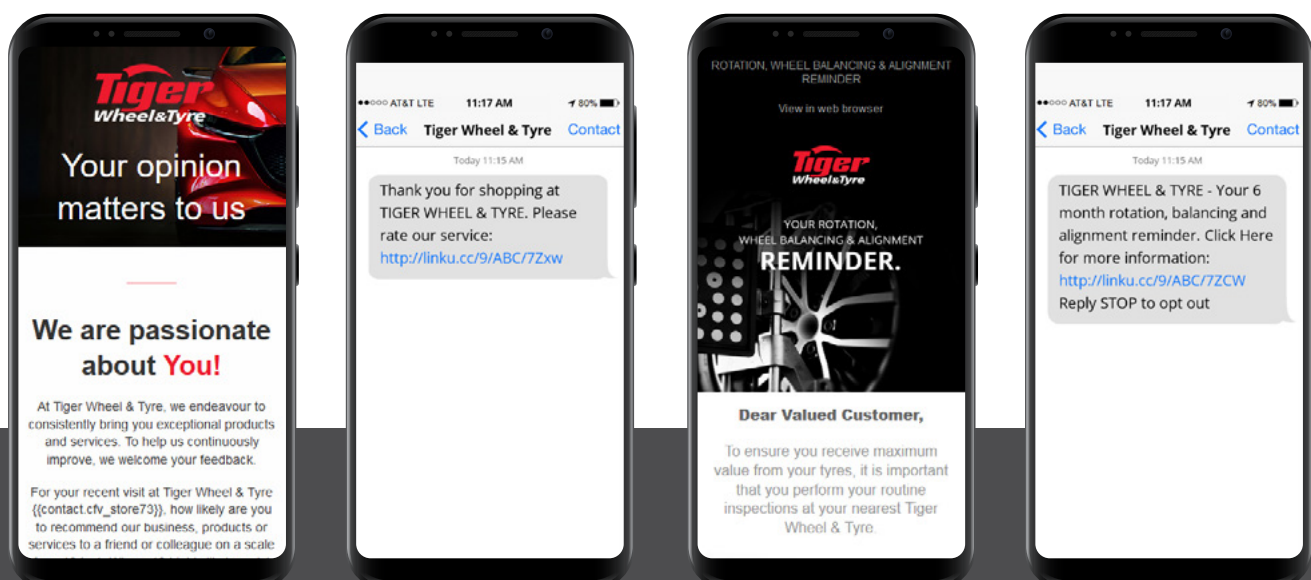 Tiger
Wheel&Tyre
Your opinion
matters to us
We are passionate
about You!
At Tiger Wheel & Tyre, we endeavour to
consistently bring you exceptional products
and services. To help us continuously
improve, we welcome your feedback.
For your recent visit at Tiger Wheel & Tyre
{{contact.cfv_store73}}, how likely are you
to recommend our business, products or
services to a friend or colleague on a scale
AT&T LTE 11:17 AM 80%
Back Tiger Wheel & Tyre Contact
Today 11:15 AM
Thank you for shopping at
TIGER WHEEL & TYRE. Please
rate our service:
http://linku.cc/9/ABC/7Zxw
ROTATION, WHEEL BALANCING & ALIGNMENT
REMINDER
View in web browser
Tiger
Wheel&Tyre
YOUR ROTATION,
WHEEL BALANCING & ALIGNMENT
REMINDER.
Dear Valued Customer,
To ensure you receive maximum
value from your tyres, it is important
that you perform your routine
inspections at your nearest Tiger
Wheel & Tyre.
AT&T LTE 11:17 AM 80%
Back Tiger Wheel & Tyre Contact
Today 11:15 AM
TIGER WHEEL & TYRE - Your 6
month rotation, balancing and
alignment reminder. Click Here
for more information:
http://linku.cc/9/ABC/7ZCW
Reply STOP to opt out